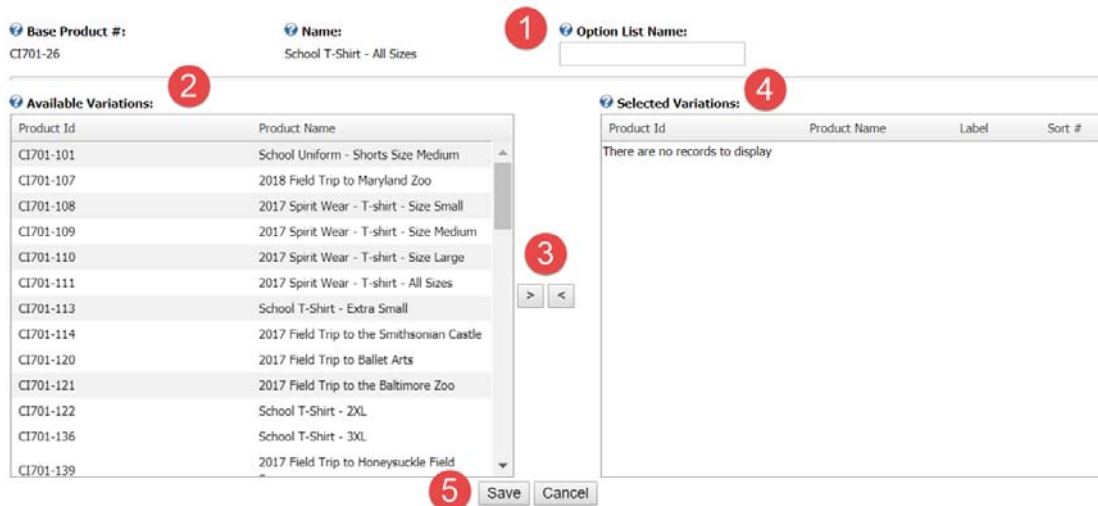 Base Product #: Name: 1 Option List Name:
CI701-26 School T-Shirt - All Sizes
2 4
Available Variations: Selected Variations:
Product Id Product Name Product Id Product Name Label Sort #
CI701-101 School Uniform - Shorts Size Medium There are no records to display
CI701-107 2018 Field Trip to Maryland Zoo
CI701-108 2017 Spirit Wear - T-shirt - Size Small
CI701-109 2017 Spirit Wear - T-shirt - Size Medium
CI701-110 2017 Spirit Wear - T-shirt - Size Large
3
CI701-111 2017 Spirit Wear - T-shirt - All Sizes
> <
CI701-113 School T-Shirt - Extra Small
CI701-114 2017 Field Trip to the Smithsonian Castle
CI701-120 2017 Field Trip to Ballet Arts
CI701-121 2017 Field Trip to the Baltimore Zoo
CI701-122 School T-Shirt - 2XL
CI701-136 School T-Shirt - 3XL
CI701-139 2017 Field Trip to Honeysuckle Field
5 Save Cancel